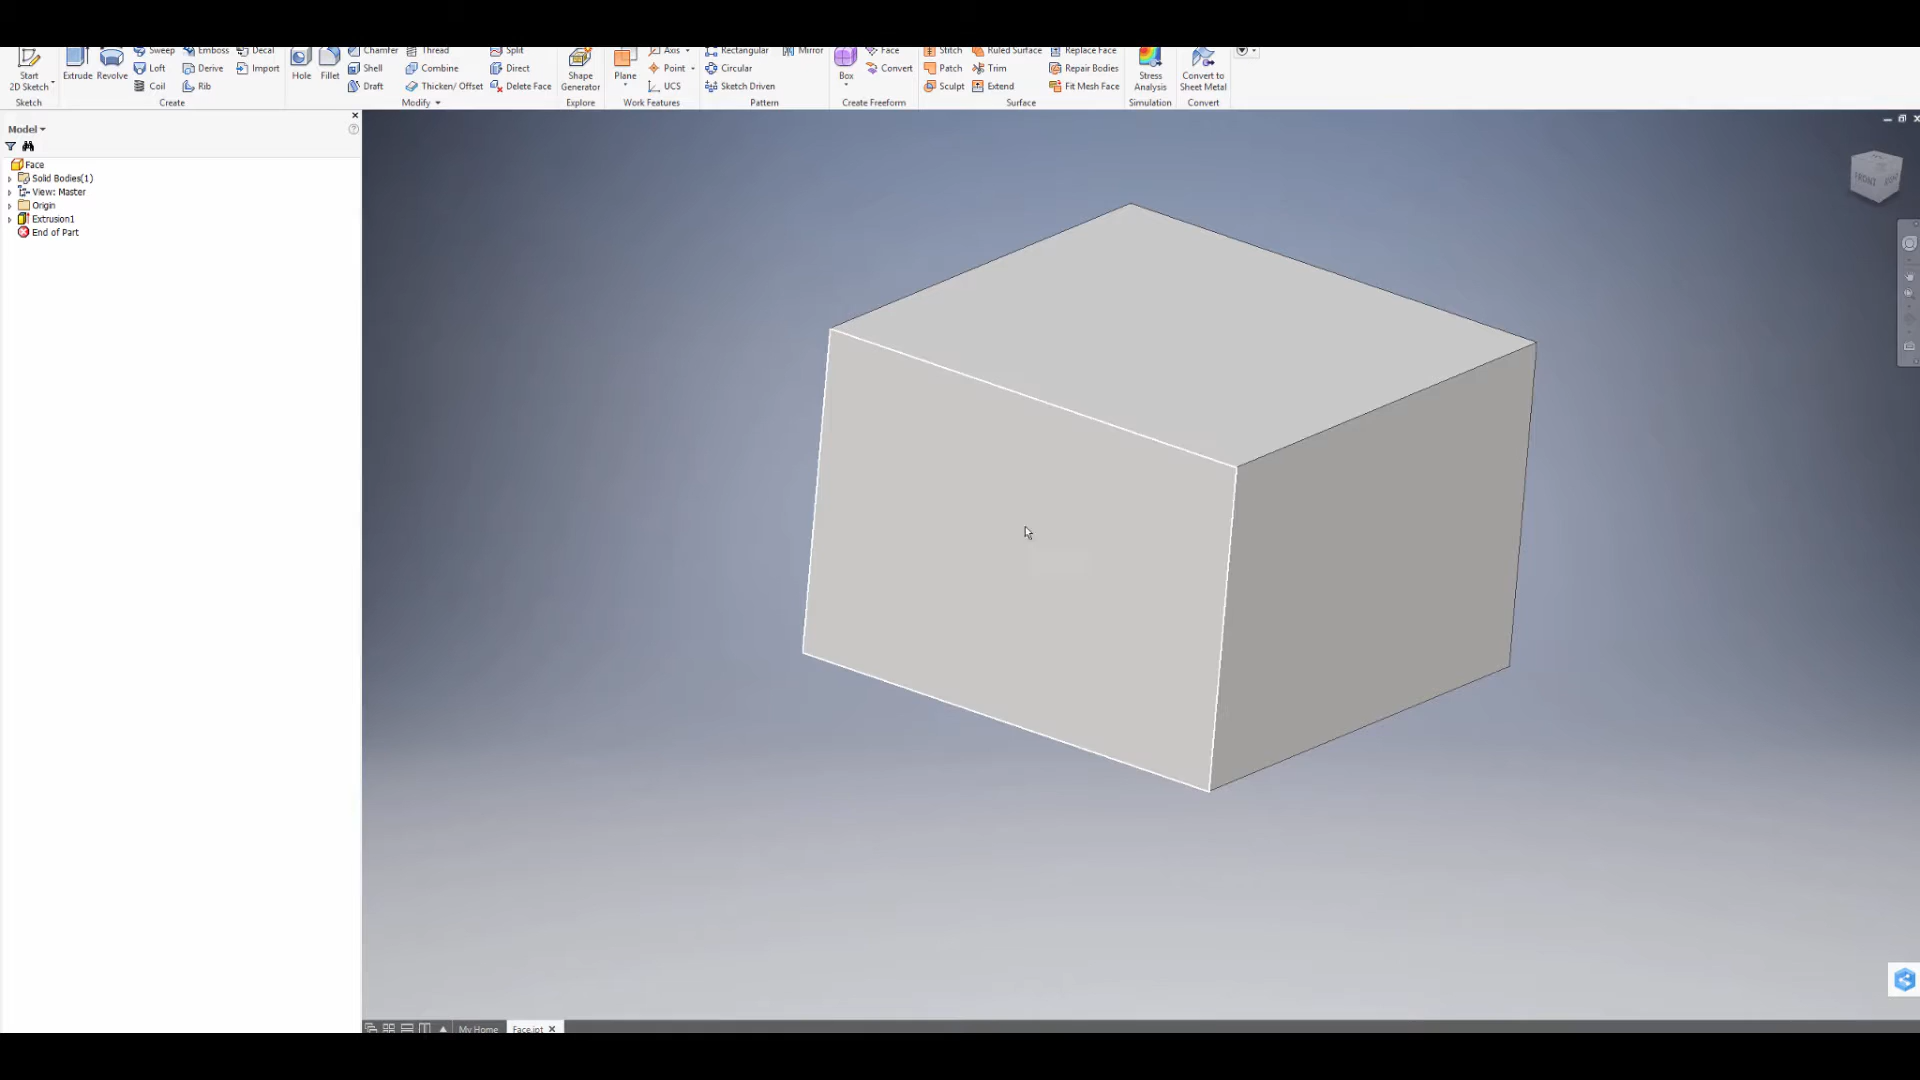 Sweep Emboss Decal Chamfer Thread Split Axis Rectangular Mirror Face Stitch Ruled Surface Replace Face
Start Extrude Revolve Loft Derive Import Hole Fillet Shell Combine Direct Shape Plane Point Circular Box Convert Patch Trim Repair Bodies Stress Convert to
2D Sketch Coil Rib Draft Thicken/ Offset Delete Face Generator UCS Sketch Driven Sculpt Extend Fit Mesh Face Analysis Sheet Metal
Sketch Create Modify Explore Work Features Pattern Create Freeform Surface Simulation Convert
Model
Face
Solid Bodies(1)
View: Master
Origin
Extrusion1
End of Part
FRONT
My Home Face.ipt